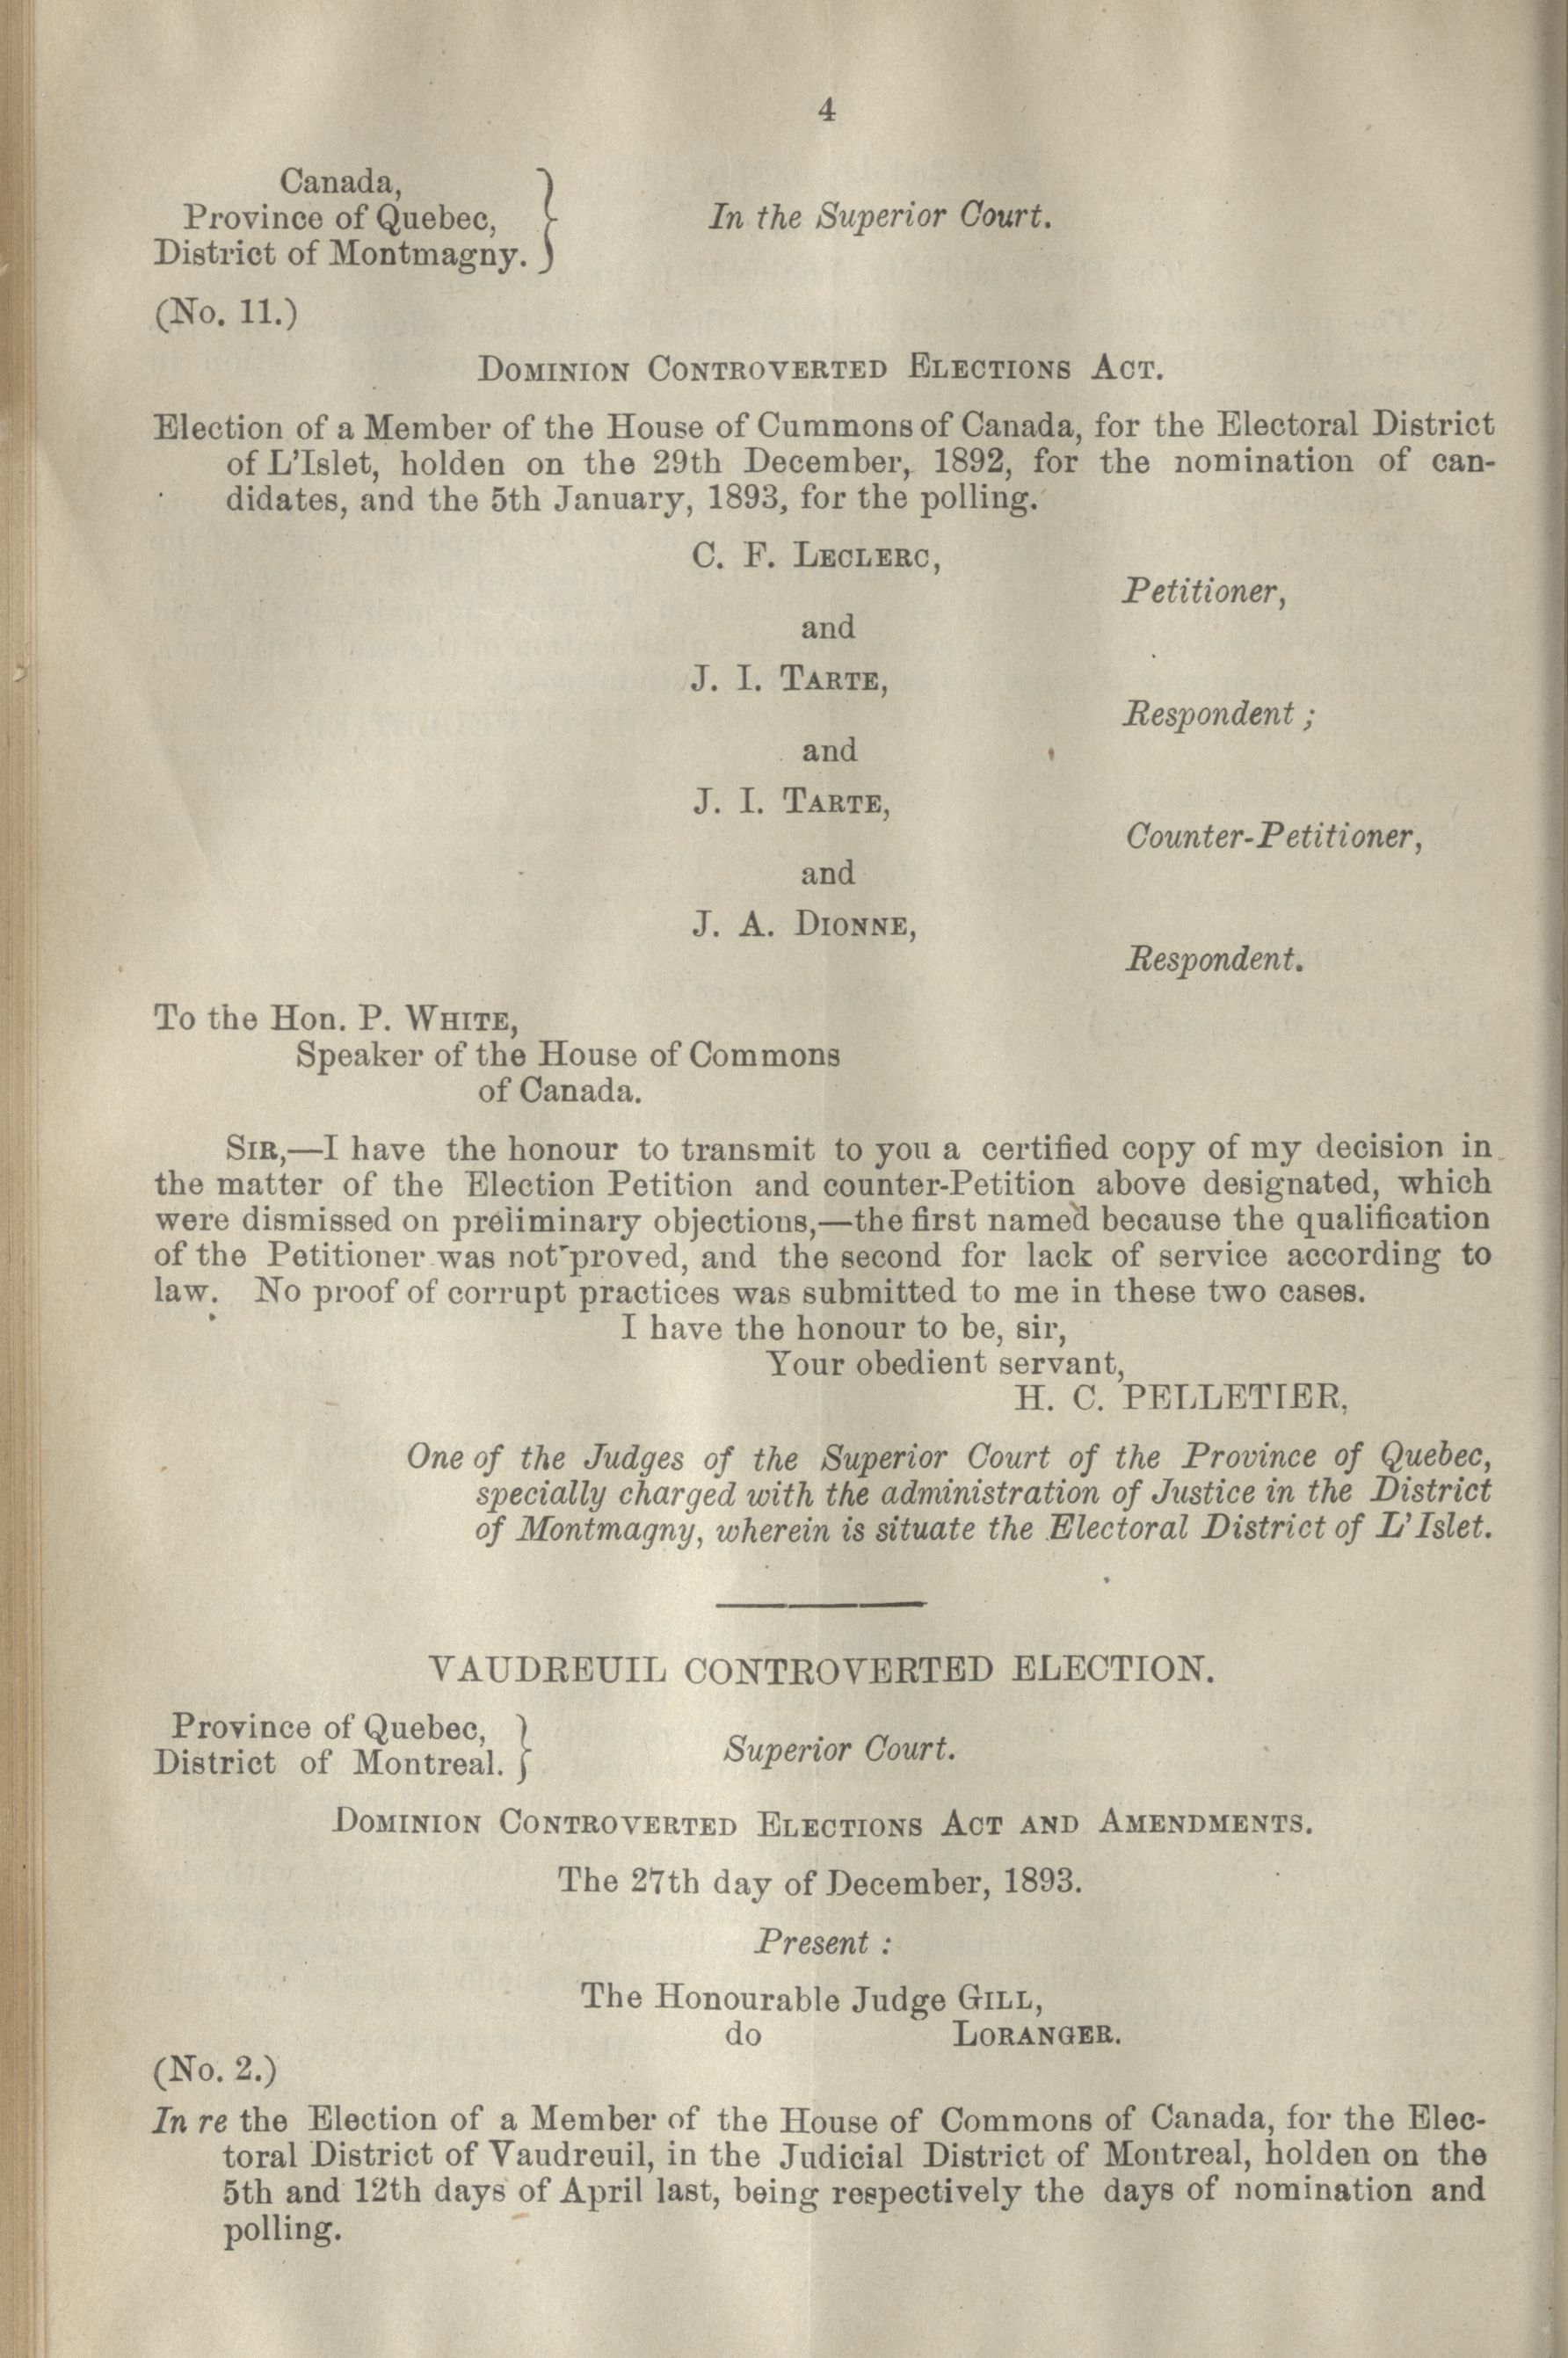 4
Canada,
Province of Quebec,
District of Montmagny.
In the Superior Court.
(No. 11.)
DOMINION CONTROVERTED ELECTIONS ACT.
Election of a Member of the House of Cummons of Canada, for the Electoral District
of L'Islet, holden on the 29th December, 1892, for the nomination of can-
didates, and the 5th January, 1893, for the polling.
C. F. LECLERC,
Petitioner,
and
J. I. TARTE,
Respondent ;
and
J. I. TARTE,
Counter-Petitioner,
and
J. A. DIONNE,
Respondent.
To the Hon. P. WHITE,
Speaker of the House of Commons
of Canada.
SIR,—I have the honour to transmit to you a certified copy of my decision in
the matter of the Election Petition and counter-Petition above designated, which
were dismissed on preliminary objections,—the first named because the qualification
of the Petitioner was not proved, and the second for lack of service according to
law. No proof of corrupt practices was submitted to me in these two cases.
I have the honour to be, sir,
Your obedient servant,
H. C. PELLETIER,
One of the Judges of the Superior Court of the Province of Quebec,
specially charged with the administration of Justice in the District
of Montmagny, wherein is situate the Electoral District of L'Islet.
VAUDREUIL CONTROVERTED ELECTION.
Province of Quebec,
District of Montreal.
Superior Court.
DOMINION CONTROVERTED ELECTIONS ACT AND AMENDMENTS.
The 27th day of December, 1893.
Present :
The Honourable Judge GILL,
do LORANGER.
(No. 2.)
In re the Election of a Member of the House of Commons of Canada, for the Elec-
toral District of Vaudreuil, in the Judicial District of Montreal, holden on the
5th and 12th days of April last, being respectively the days of nomination and
polling.